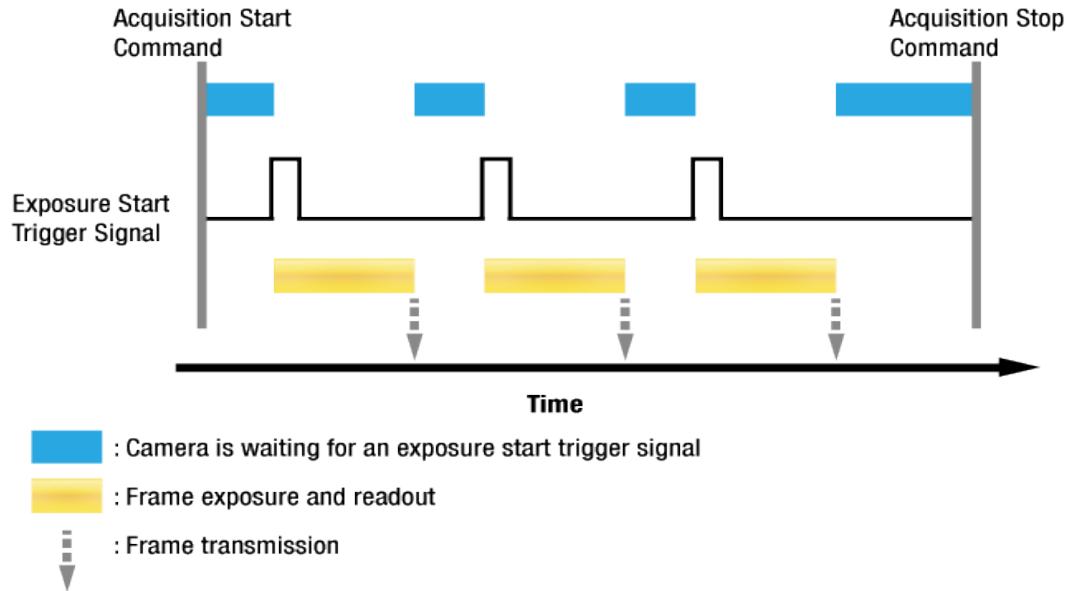 Acquisition Start
Command
Acquisition Stop
Command
Exposure Start
Trigger Signal
Time
: Camera is waiting for an exposure start trigger signal
: Frame exposure and readout
: Frame transmission